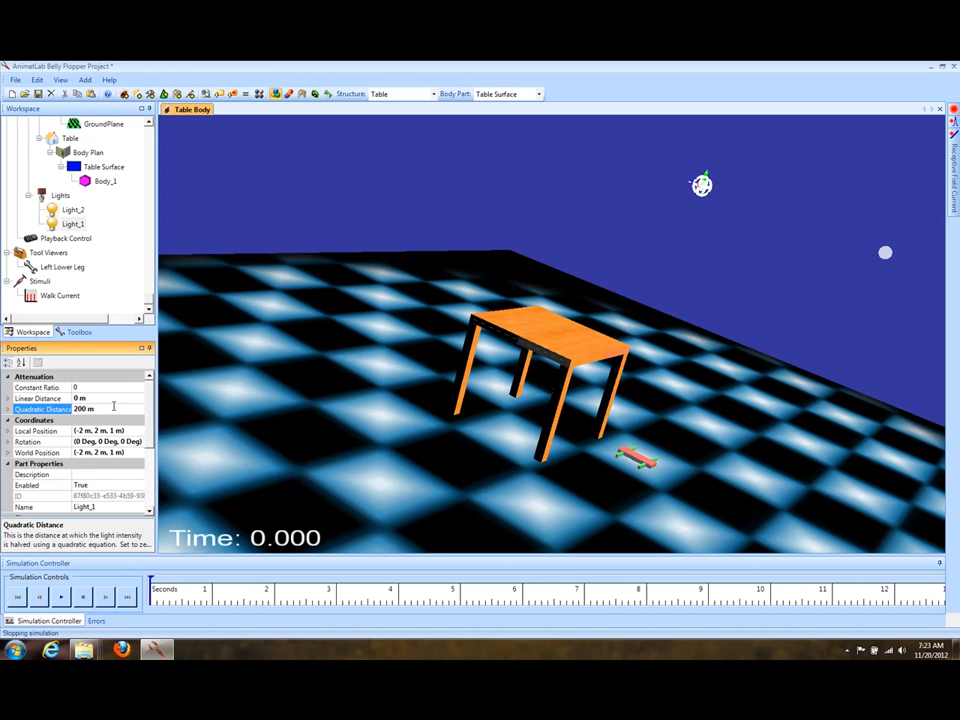 AnimatLab Belly Flopper Project *
File Edit View Add Help
Structure: Table Body Part: Table Surface
Workspace
Table Body
GroundPlane
Table
Body Plan
Table Surface
Body_1
Lights
Light_2
Light_1
Playback Control
Tool Viewers
Left Lower Leg
Stimuli
Walk Current
Workspace Toolbox
Receptive Field Current
Properties
Attenuation
Constant Ratio 0
Linear Distance 0 m
Quadratic Distanc 200 m
Coordinates
Local Position (-2 m, 2 m, 1 m)
Rotation (0 Deg, 0 Deg, 0 Deg)
World Position (-2 m, 2 m, 1 m)
Part Properties
Description
Enabled True
ID
Name Light_1
Quadratic Distance
This is the distance at which the light intensity
is halved using a quadratic equation. Set to ze...
Time: 0.000
Simulation Controller
Simulation Controls
Seconds 1 2 3 4 5 6 7 8 9 10 11 12
Simulation Controller Errors
Stopping simulation
7:23 AM
11/20/2012